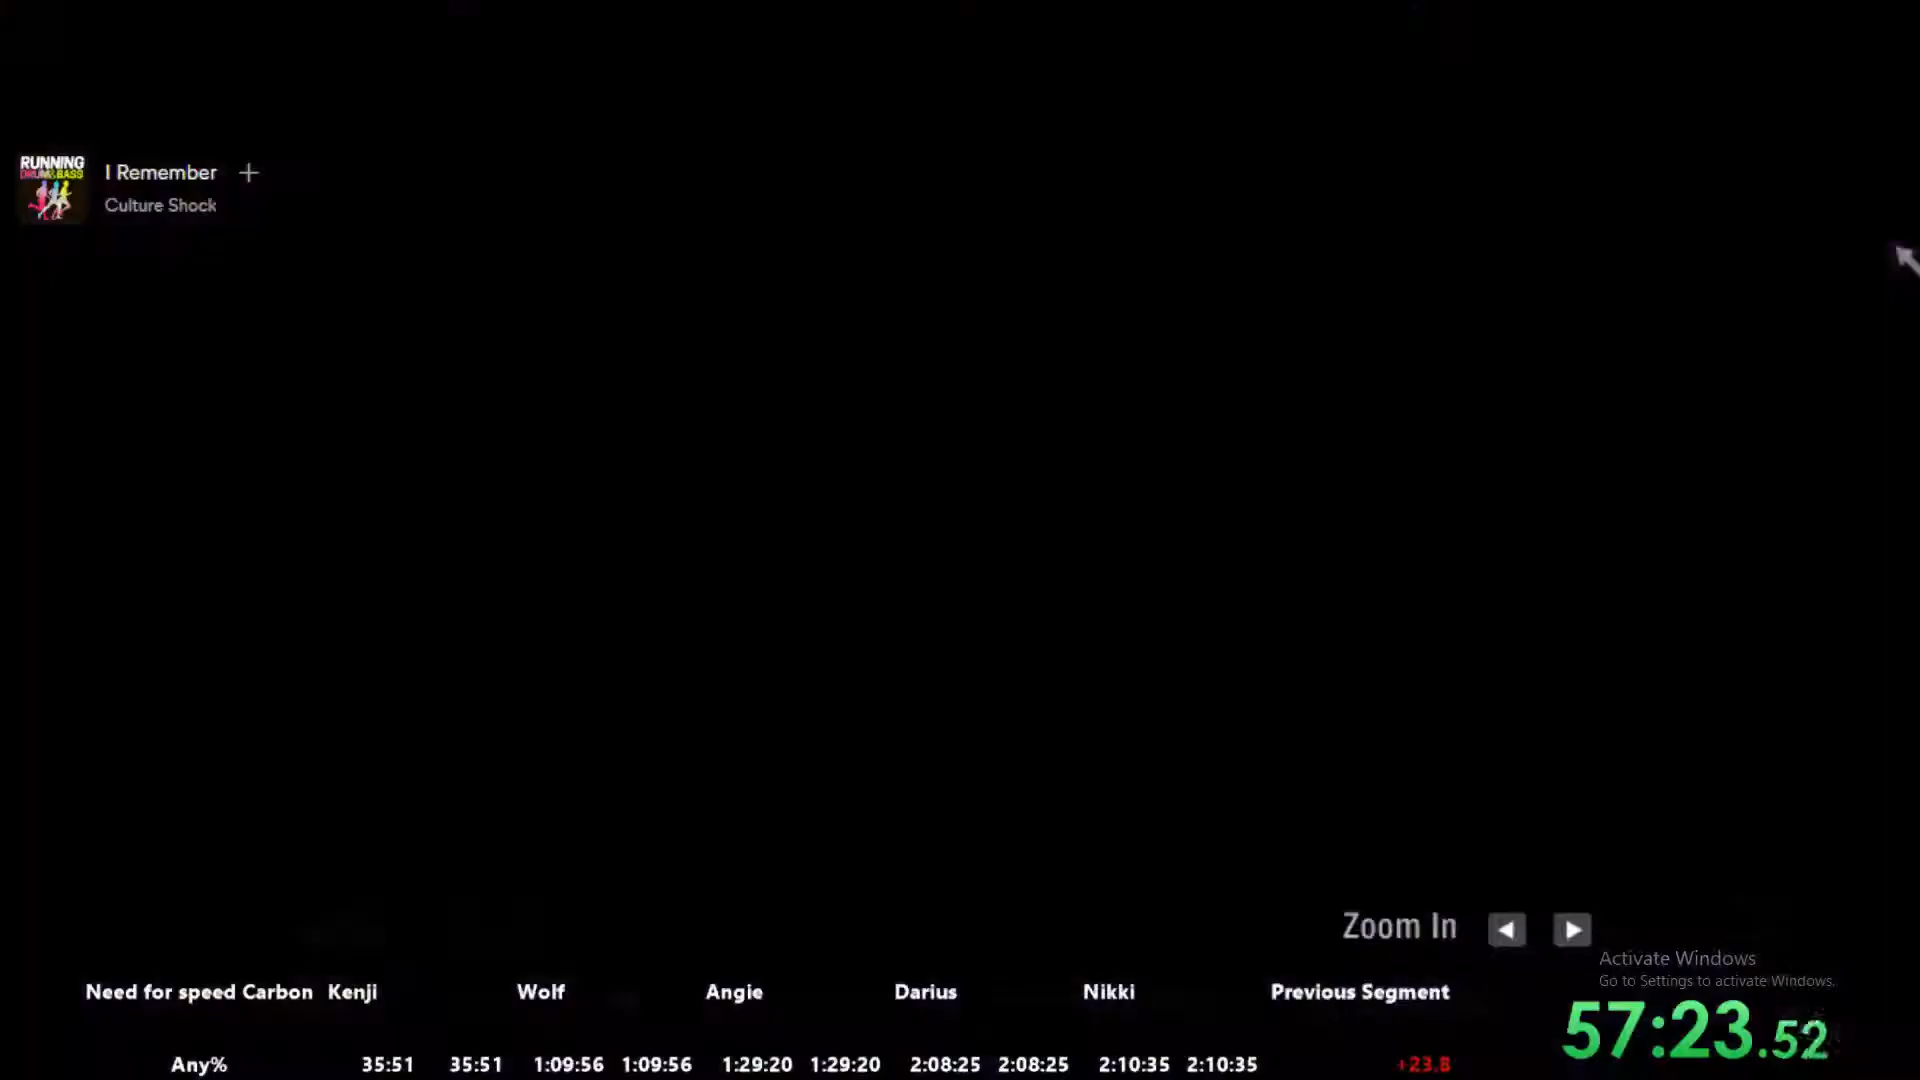 RUNNING
DRUM&BASS
I Remember
Culture Shock
Zoom In
Activate Windows
Go to Settings to activate Windows.
Need for speed Carbon Kenji Wolf Angie Darius Nikki Previous Segment
57:23.52
Any% 35:51 35:51 1:09:56 1:09:56 1:29:20 1:29:20 2:08:25 2:08:25 2:10:35 2:10:35 +23.8